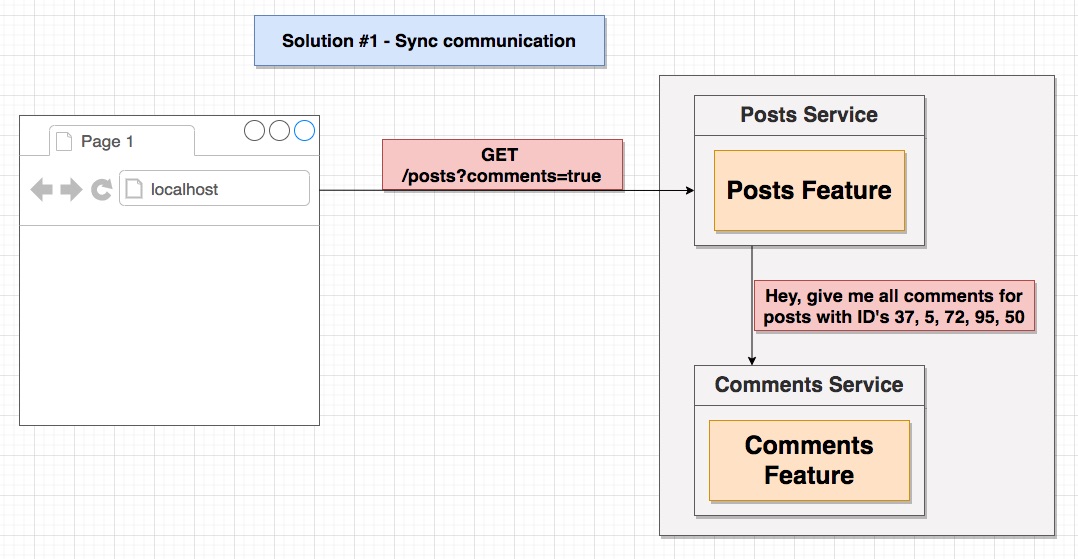 Solution #1 - Sync communication
Page 1
localhost
GET
/posts?comments=true
Posts Service
Posts Feature
Hey, give me all comments for
posts with ID's 37, 5, 72, 95, 50
Comments Service
Comments
Feature